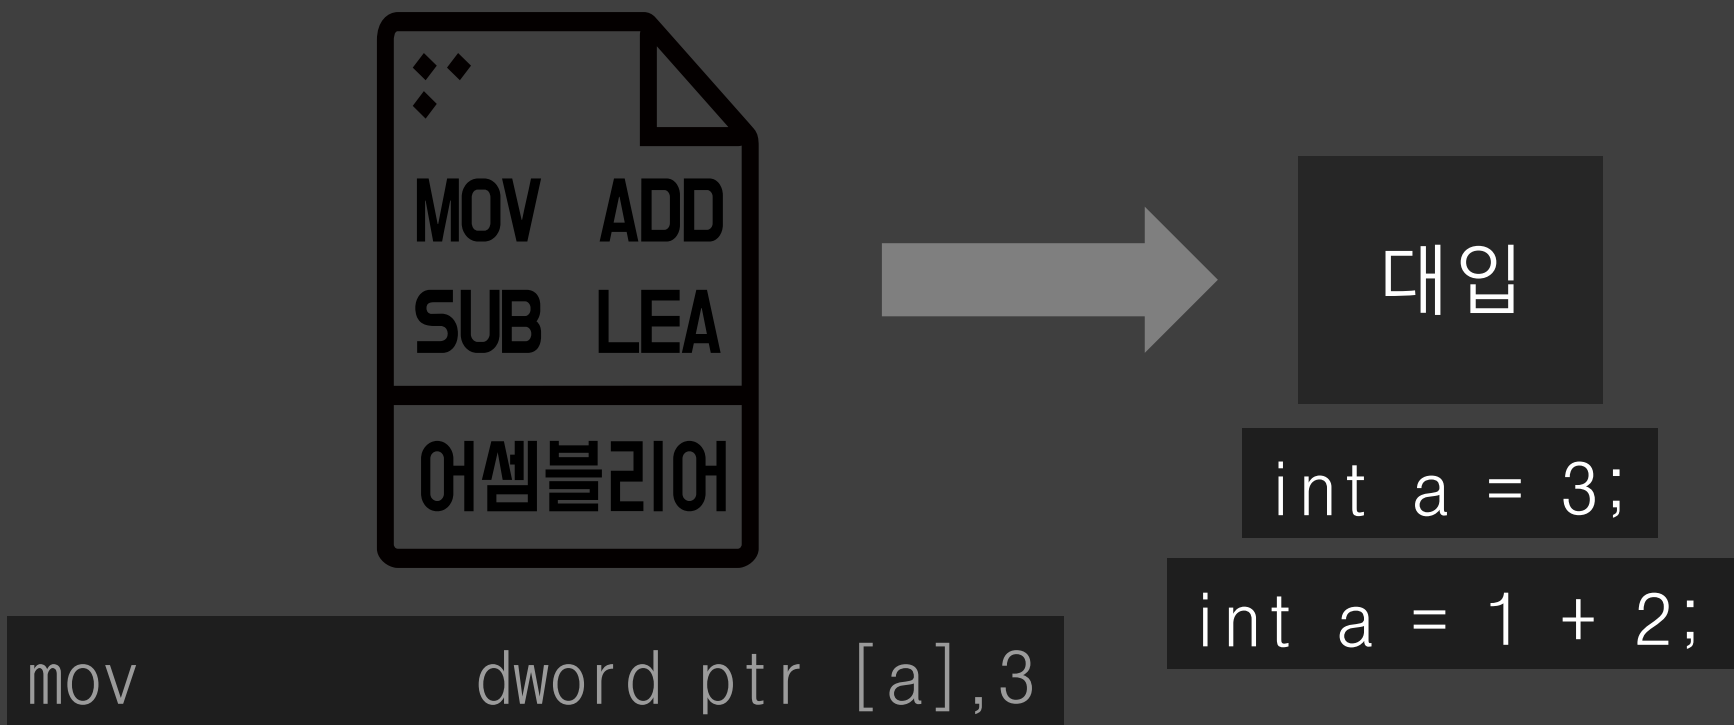 MOV ADD
SUB LEA
어셈블리어
대입
int a = 3;
int a = 1 + 2;
mov dword ptr [a],3